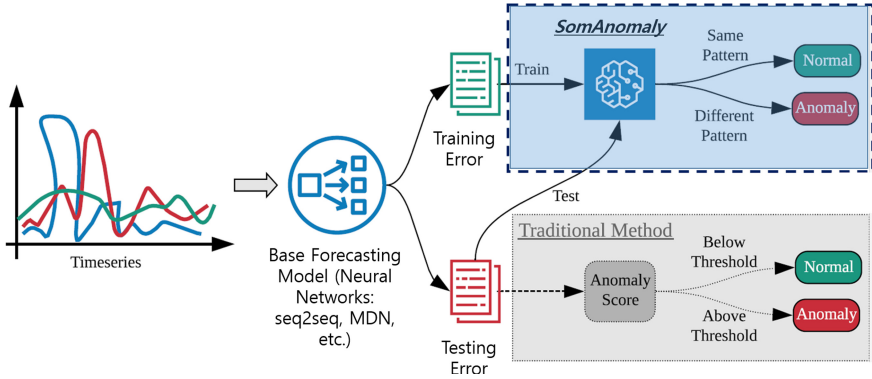 Timeseries
Base Forecasting
Model (Neural
Networks:
seq2seq, MDN,
etc.)
Training
Error
Testing
Error
SomAnomaly
Train
Same
Pattern
Normal
Different
Pattern
Anomaly
Test
Traditional Method
Anomaly
Score
Below
Threshold
Normal
Above
Threshold
Anomaly